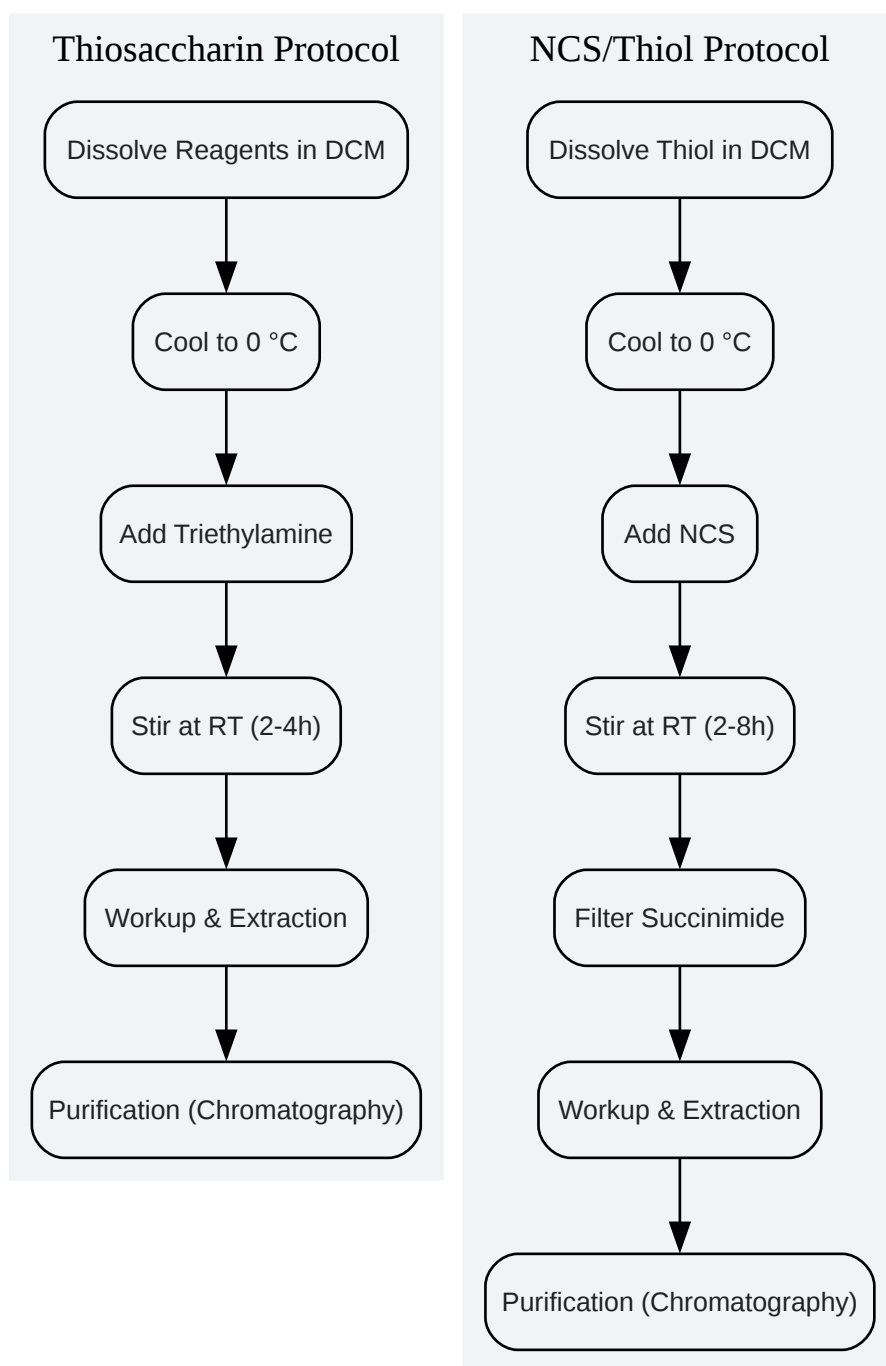 Thiosaccharin Protocol
Dissolve Reagents in DCM
Cool to 0 °C
Add Triethylamine
Stir at RT (2-4h)
Workup & Extraction
Purification (Chromatography)
NCS/Thiol Protocol
Dissolve Thiol in DCM
Cool to 0 °C
Add NCS
Stir at RT (2-8h)
Filter Succinimide
Workup & Extraction
Purification (Chromatography)